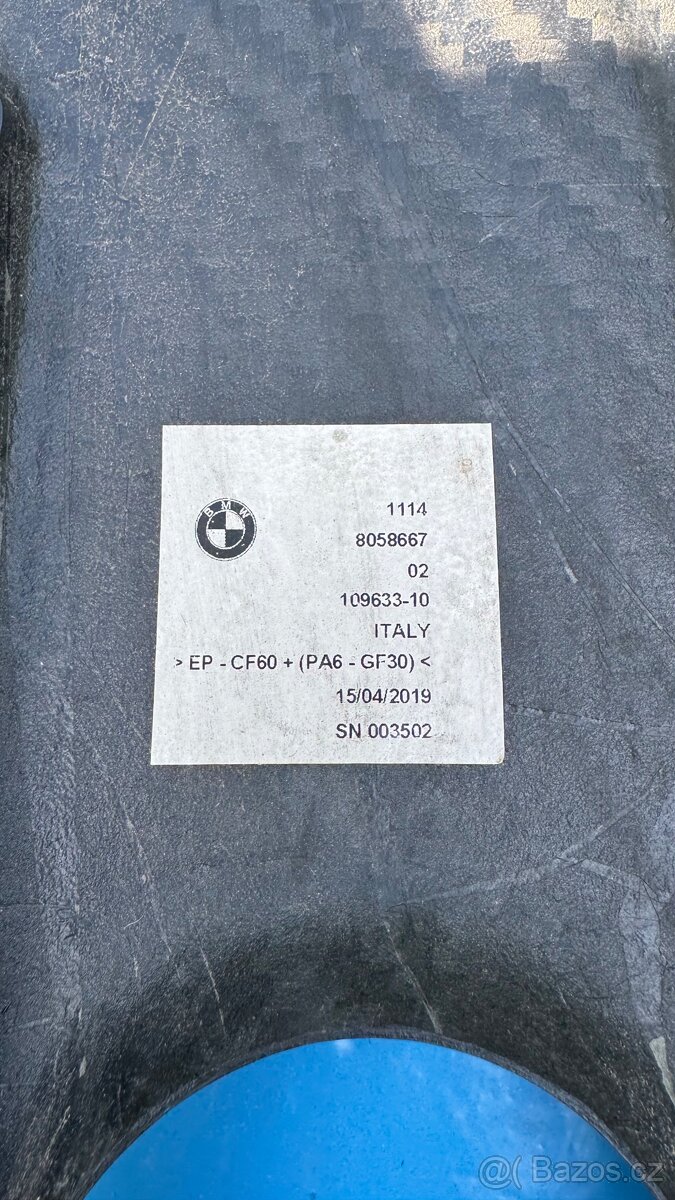 BMW
1114
8058667
02
109633-10
ITALY
> EP - CF60 + (PA6 - GF30) <
15/04/2019
SN 003502
Bazos.cz